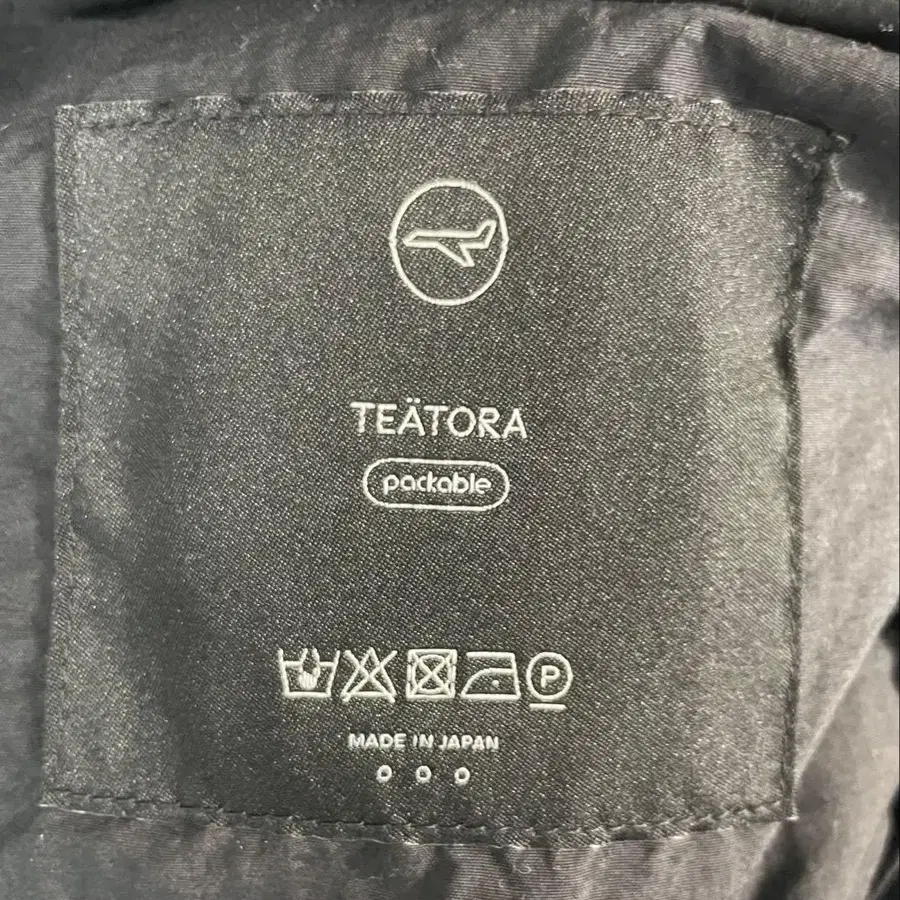 TEÄTORA
packable
P
MADE IN JAPAN